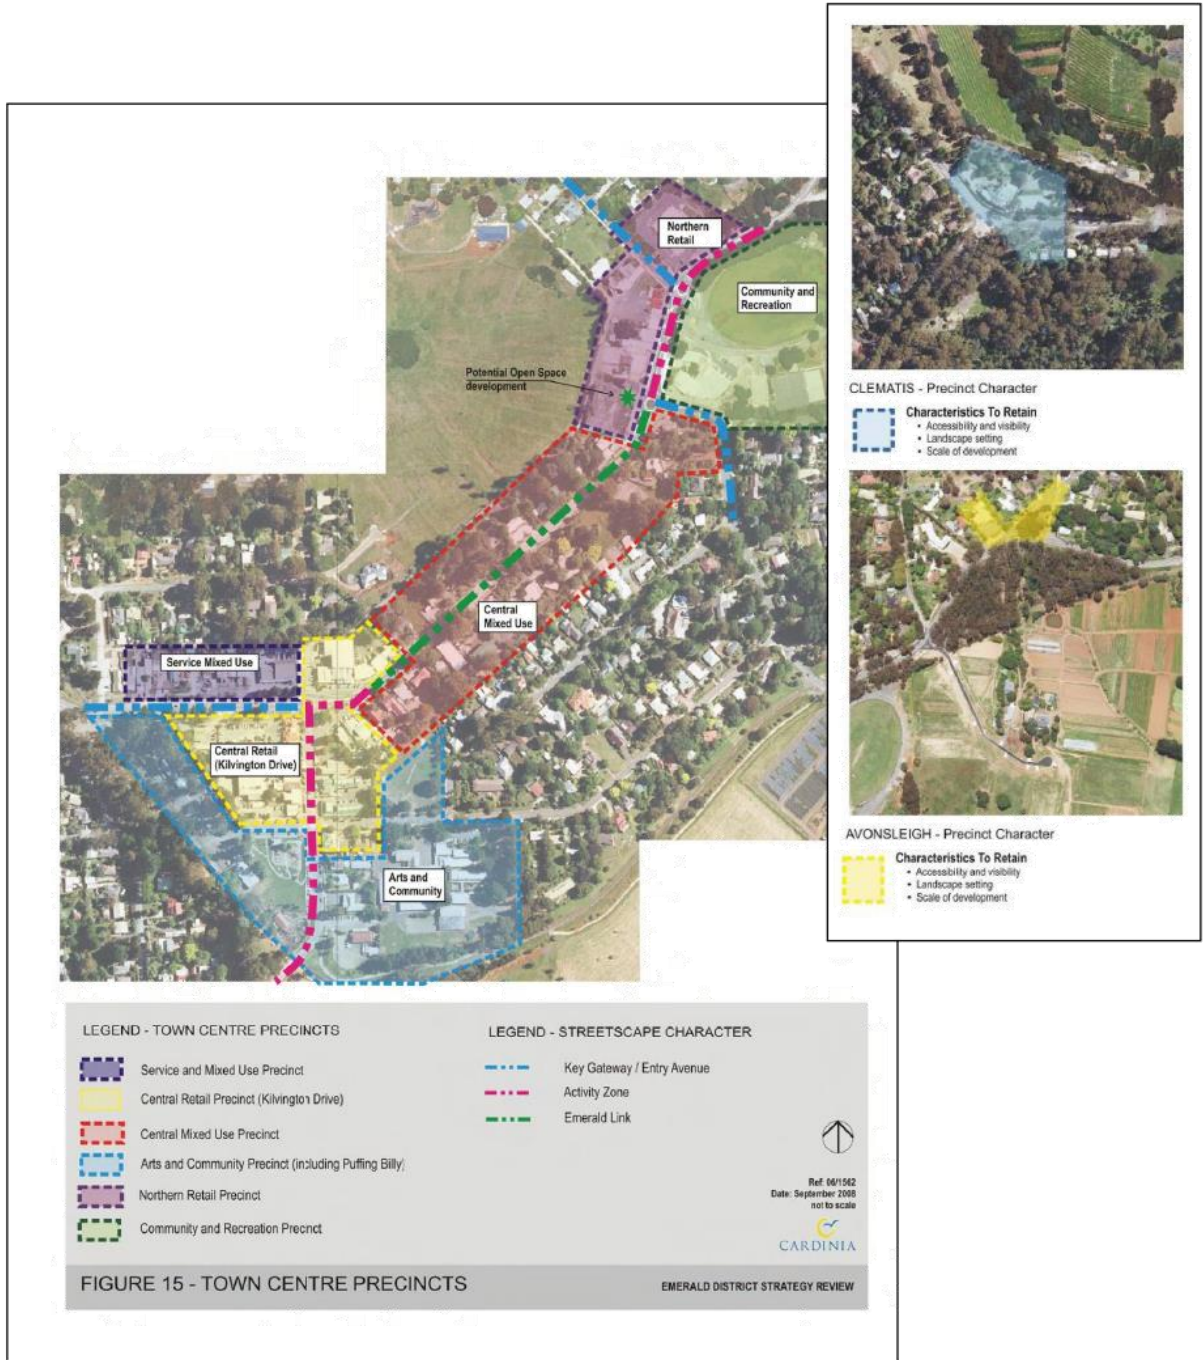 Northern
Retail
Community and
Recreation
Potential Open Space
development
Central
Mixed Use
Service Mixed Use
Central Retail
(Kilvington Drive)
Arts and
Community
CLEMATIS - Precinct Character
Characteristics To Retain
• Accessibility and visibility
• Landscape setting
• Scale of development
AVONSLEIGH - Precinct Character
Characteristics To Retain
• Accessibility and visibility
• Landscape setting
• Scale of development
LEGEND - TOWN CENTRE PRECINCTS
Service and Mixed Use Precinct
Central Retail Precinct (Kilvington Drive)
Central Mixed Use Precinct
Arts and Community Precinct (including Puffing Billy)
Northern Retail Precinct
Community and Recreation Precinct
LEGEND - STREETSCAPE CHARACTER
Key Gateway / Entry Avenue
Activity Zone
Emerald Link
Ref: 06/1562
Date: September 2008
not to scale
CARDINIA
FIGURE 15 - TOWN CENTRE PRECINCTS
EMERALD DISTRICT STRATEGY REVIEW